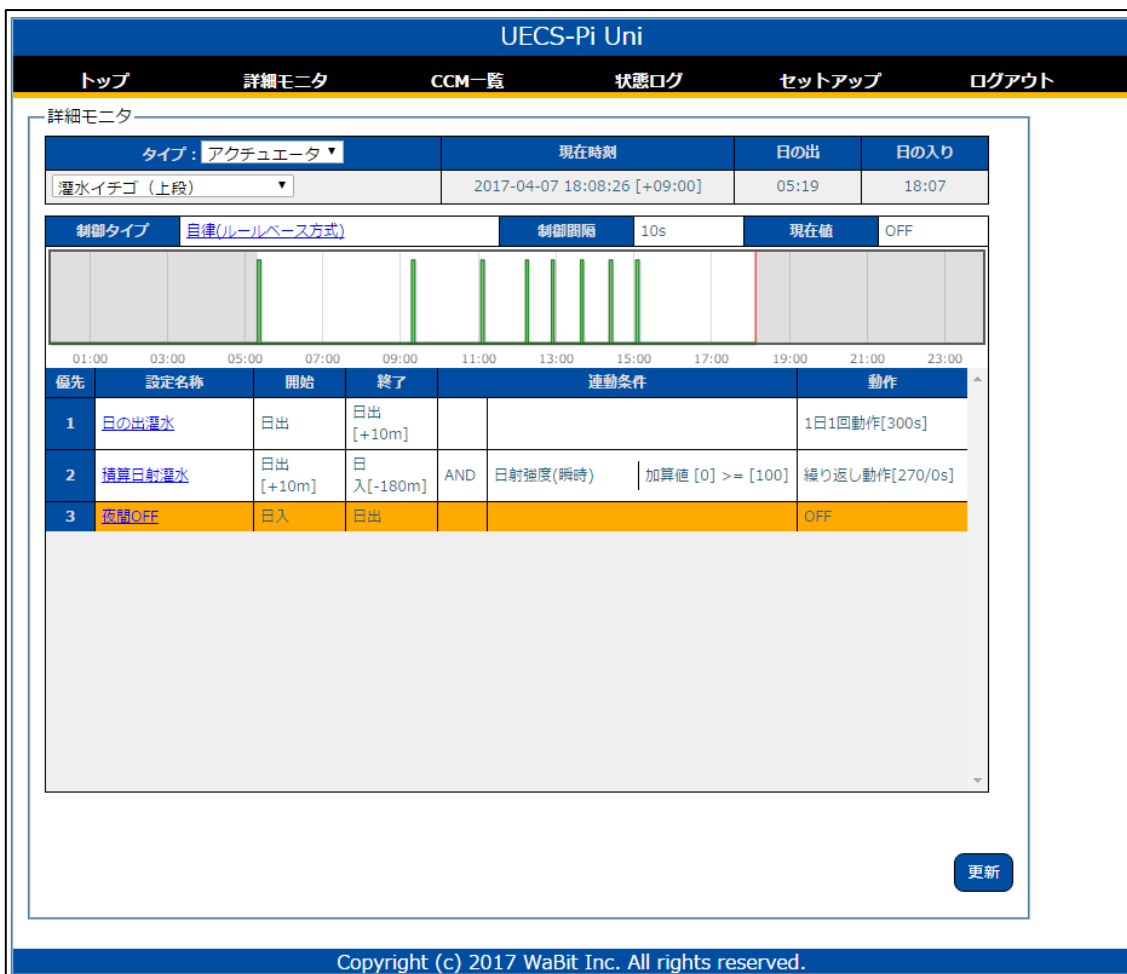 UECS-Pi Uni
トップ 詳細モニタ CCM一覧 状態ログ セットアップ ログアウト
詳細モニタ
タイプ : アクチュエータ 現在時刻 日の出 日の入り
灌水イチゴ (上段) 2017-04-07 18:08:26 [+09:00] 05:19 18:07
制御タイプ 自律(ルールベース方式) 制御間隔 10s 現在値 OFF
01:00 03:00 05:00 07:00 09:00 11:00 13:00 15:00 17:00 19:00 21:00 23:00
優先 設定名称 開始 終了 連動条件 動作
1 日の出灌水 日出 日出 [+10m] 1日1回動作[300s]
2 積算日射灌水 日出 [+10m] 日入[-180m] AND 日射強度(瞬時) 加算値 [0] >= [100] 繰り返し動作[270/0s]
3 夜間OFF 日入 日出 OFF
更新
Copyright (c) 2017 WaBit Inc. All rights reserved.